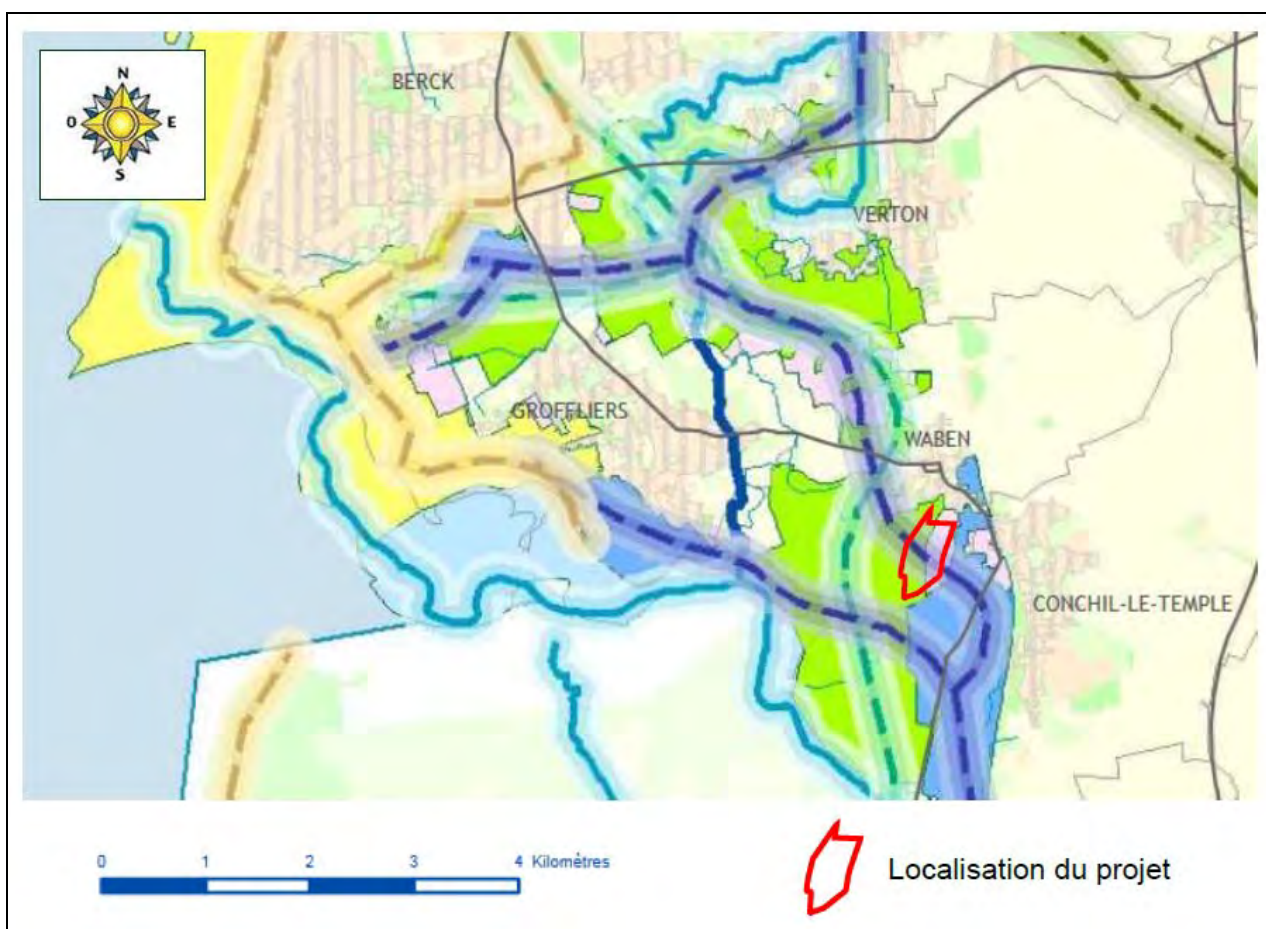 N
O E
S
BERCK
VERTON
GROFFLIERS
WABEN
CONCHIL-LE-TEMPLE
0 1 2 3 4 Kilomètres
Localisation du projet